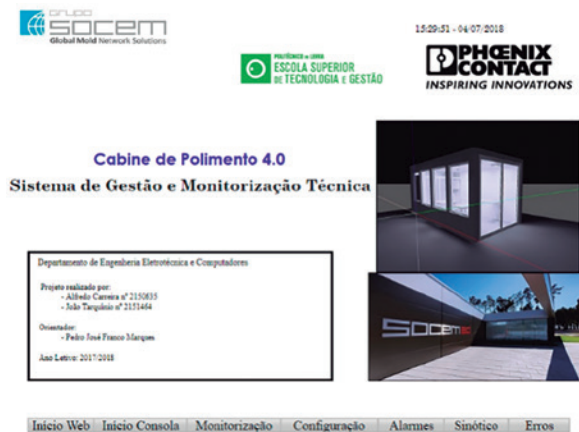 GRUPO
SOCEM
Global Mold Network Solutions
15:29:51 - 04/07/2018
POLITÉCNICO DE LEIRIA
ESCOLA SUPERIOR
DE TECNOLOGIA E GESTÃO
PHŒNIX
CONTACT
INSPIRING INNOVATIONS
Cabine de Polimento 4.0
Sistema de Gestão e Monitorização Técnica
Departamento de Engenharia Eletrotécnica e Computadores
Projeto realizado por:
- Alfredo Carreira nº 2150835
- João Tarquínio nº 2151464
Orientador:
- Pedro José Franco Marques
Ano Letivo: 2017/2018
SOCEM
Início Web Início Consola Monitorização Configuração Alarmes Sinótico Erros